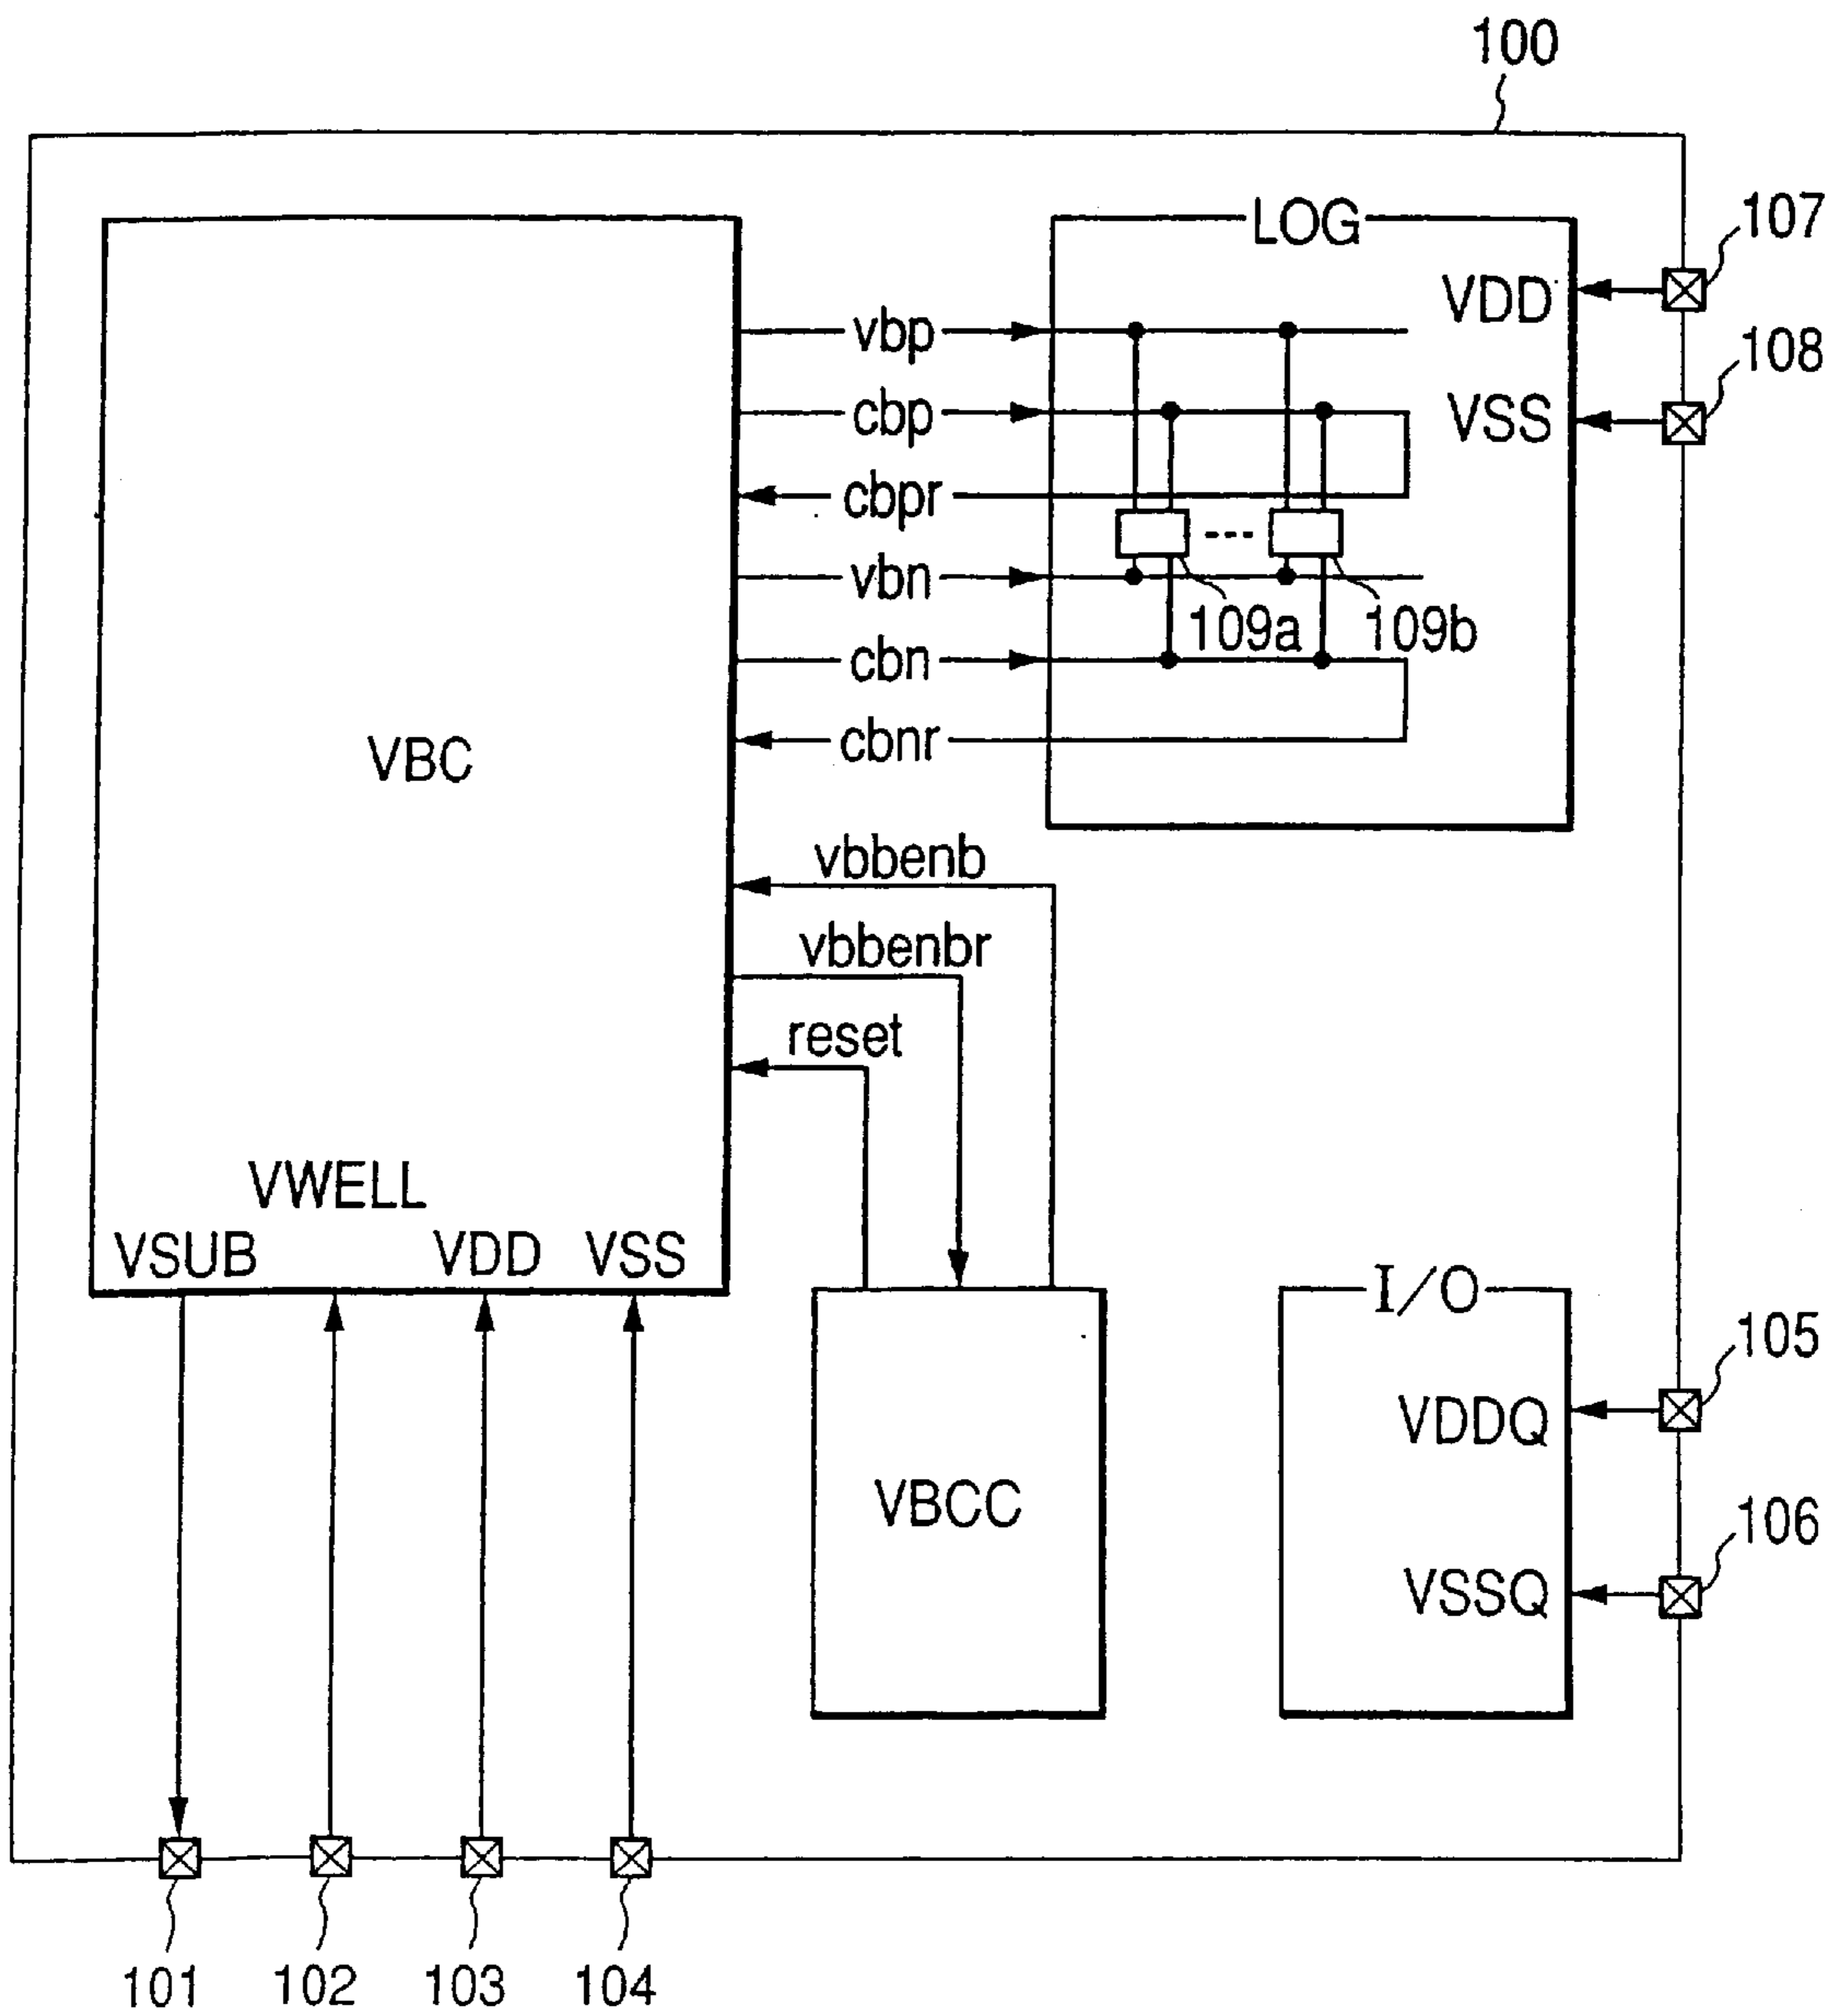 100
107
LOG
VDD
vbp
108
cbp
VSS
cbpr
vbn
109a
109b
cbn
cbnr
VBC
vbbenb
vbbenbr
reset
VWELL
VSUB
VDD
VSS
I/O
105
VDDQ
VBCC
106
VSSQ
101
102
103
104